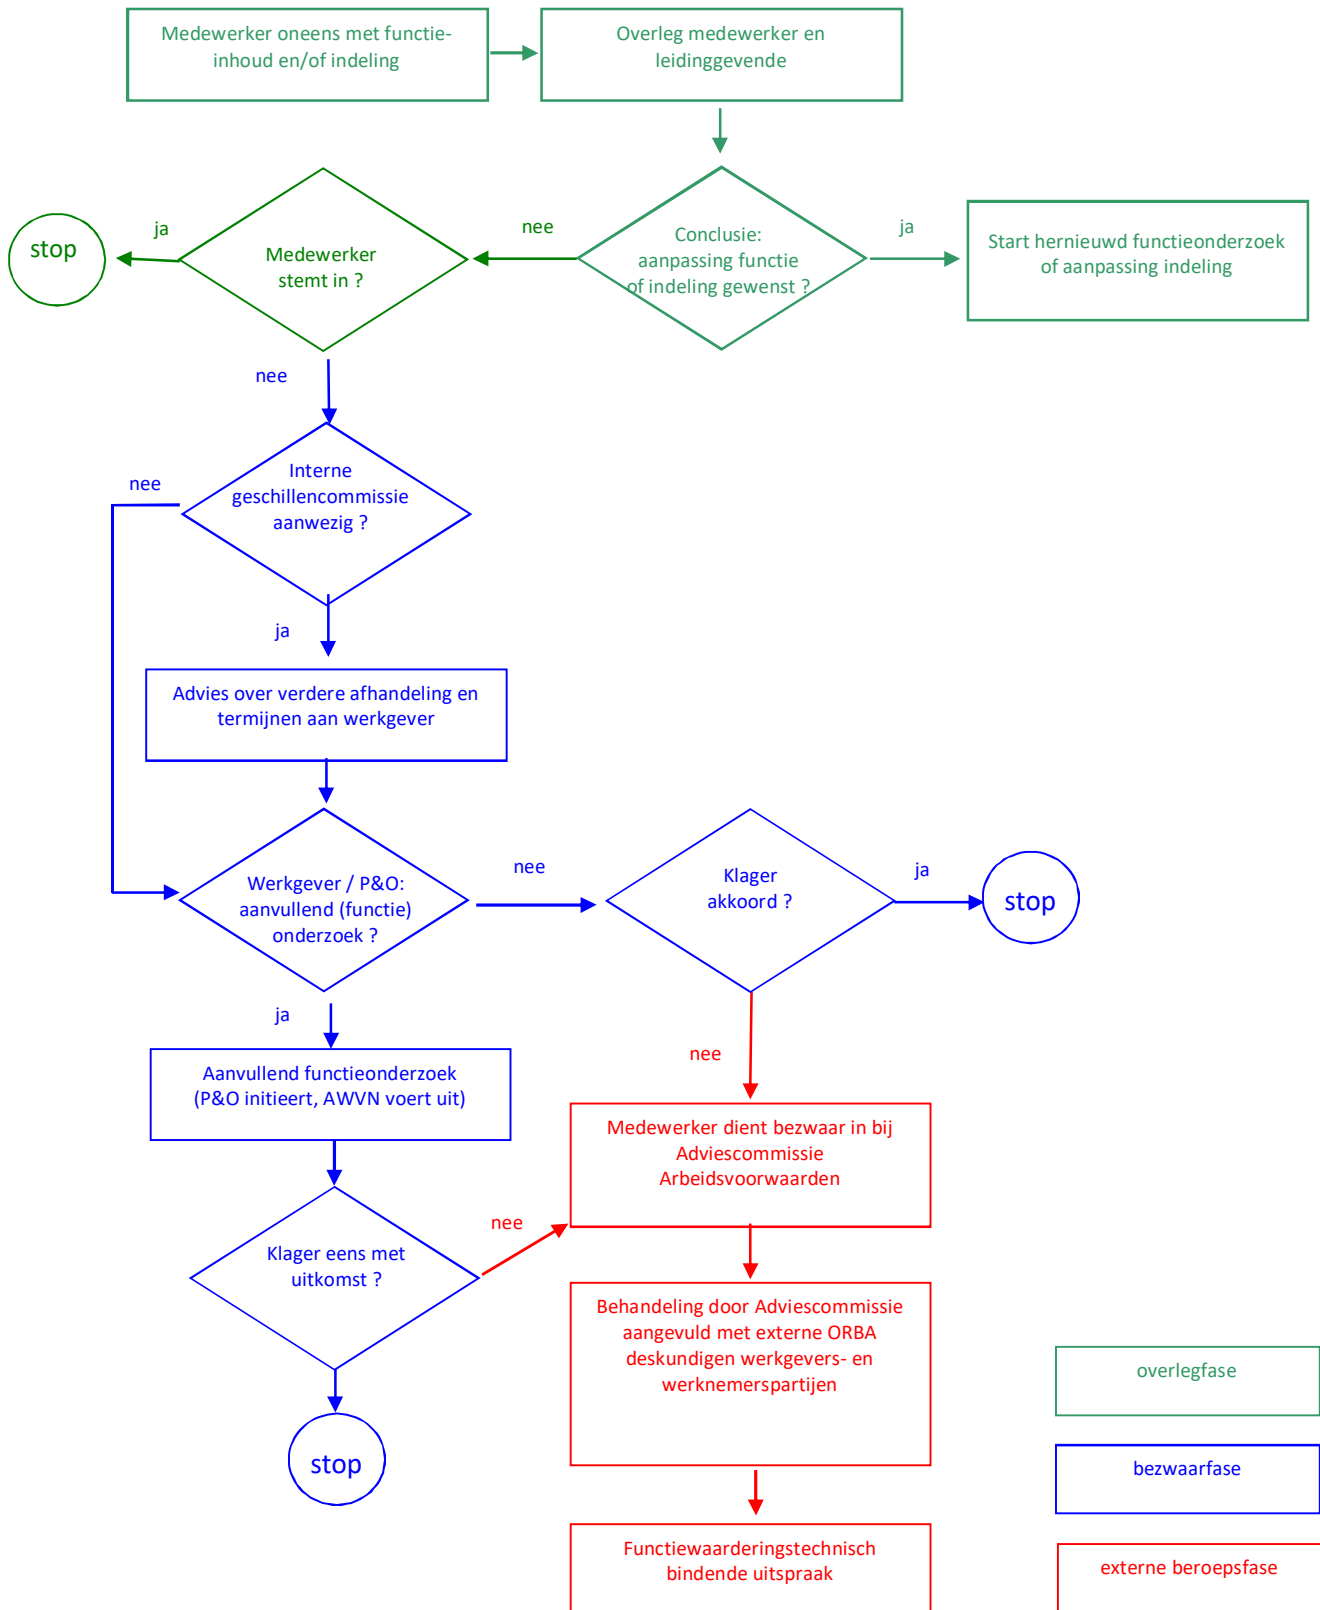 Medewerker oneens met functie-
inhoud en/of indeling
Overleg medewerker en
leidinggevende
stop
ja
Medewerker
stemt in ?
nee
Conclusie:
aanpassing functie
of indeling gewenst ?
ja
Start hernieuwd functieonderzoek
of aanpassing indeling
nee
Interne
geschillencommissie
aanwezig ?
nee
ja
Advies over verdere afhandeling en
termijnen aan werkgever
Werkgever / P&O:
aanvullend (functie)
onderzoek ?
nee
Klager
akkoord ?
ja
stop
ja
nee
Aanvullend functieonderzoek
(P&O initieert, AWVN voert uit)
Medewerker dient bezwaar in bij
Adviescommissie
Arbeidsvoorwaarden
Klager eens met
uitkomst ?
nee
Behandeling door Adviescommissie
aangevuld met externe ORBA
deskundigen werkgevers- en
werknemerspartijen
stop
Functiewaarderingstechnisch
bindende uitspraak
overlegfase
bezwaarfase
externe beroepsfase